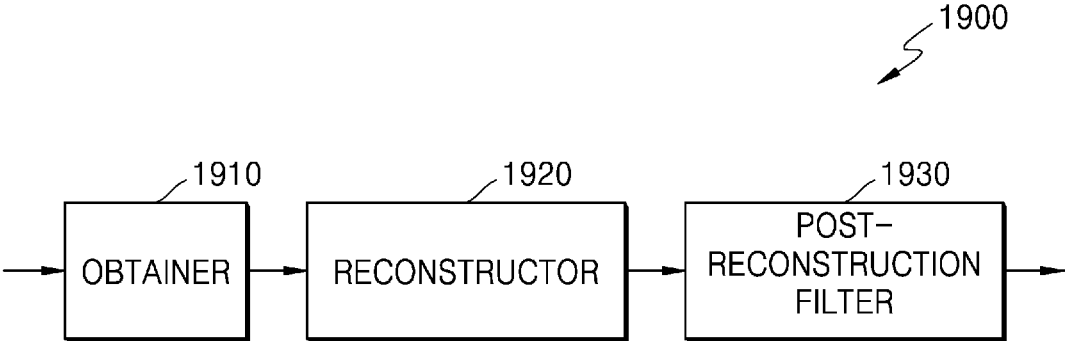 1900
1910
1920
1930
OBTAINER
RECONSTRUCTOR
POST-
RECONSTRUCTION
FILTER